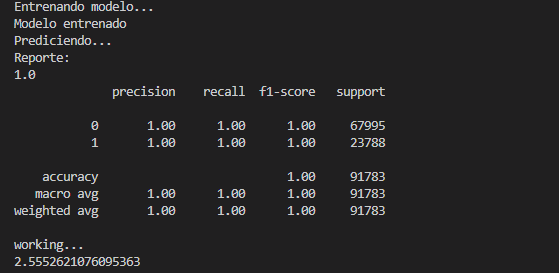 Entrenando modelo...
Modelo entrenado
Prediciendo...
Reporte:
1.0
precision recall f1-score support
0 1.00 1.00 1.00 67995
1 1.00 1.00 1.00 23788
accuracy 1.00 91783
macro avg 1.00 1.00 1.00 91783
weighted avg 1.00 1.00 1.00 91783
working...
2.5552621076095363